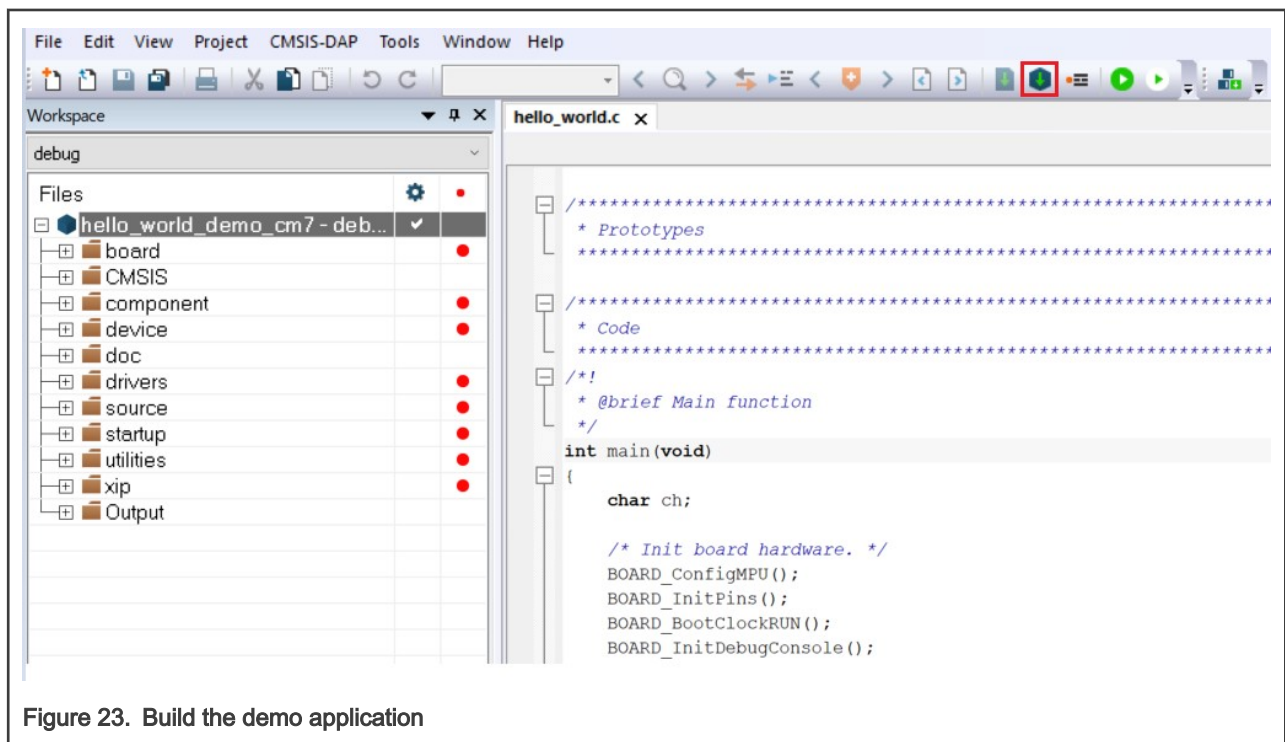 File Edit View Project CMSIS-DAP Tools Window Help
Workspace
hello_world.c x
debug
Files
hello_world_demo_cm7 - deb...
board
CMSIS
component
device
doc
drivers
source
startup
utilities
xip
Output
/*************************************************************************
* Prototypes
*************************************************************************
/*************************************************************************
* Code
*************************************************************************
/*!
* @brief Main function
*/
int main(void)
{
char ch;
/* Init board hardware. */
BOARD_ConfigMPU();
BOARD_InitPins();
BOARD_BootClockRUN();
BOARD_InitDebugConsole();
Figure 23. Build the demo application